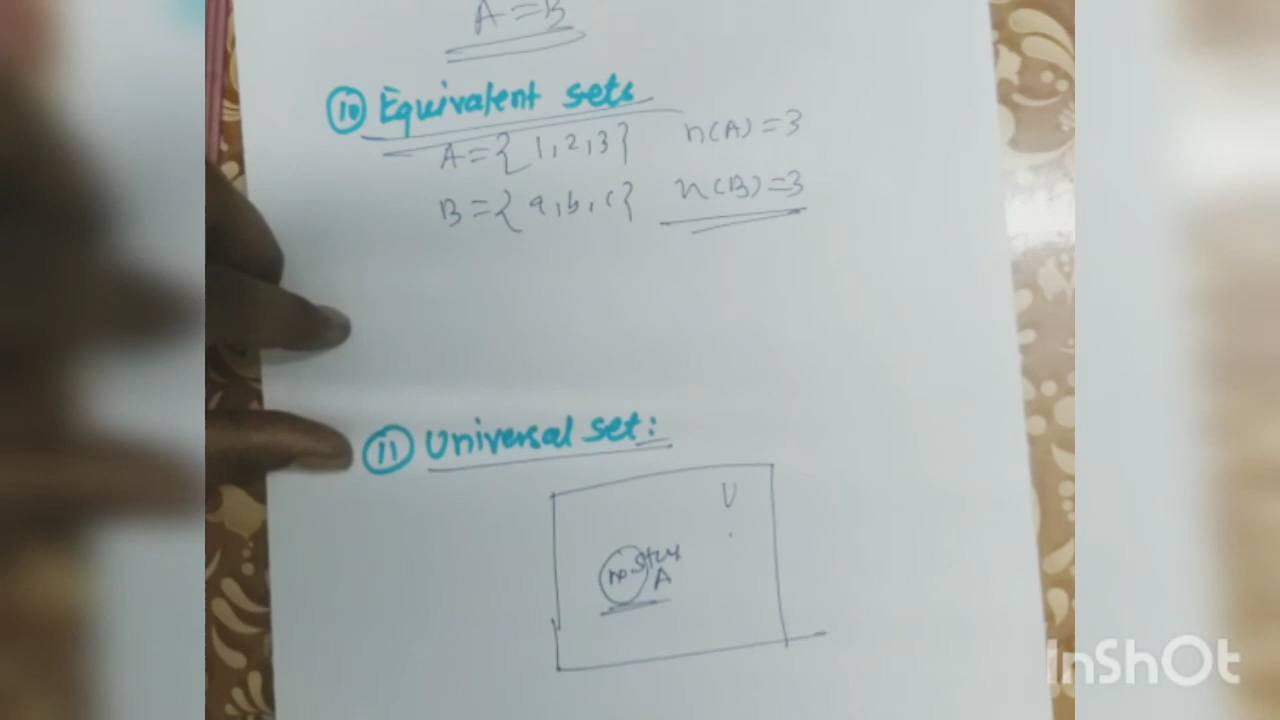 A=B
10 Equivalent sets
A={1,2,3} n(A)=3
B={a,b,c} n(B)=3
11 Universal set:
U
A
InShOt